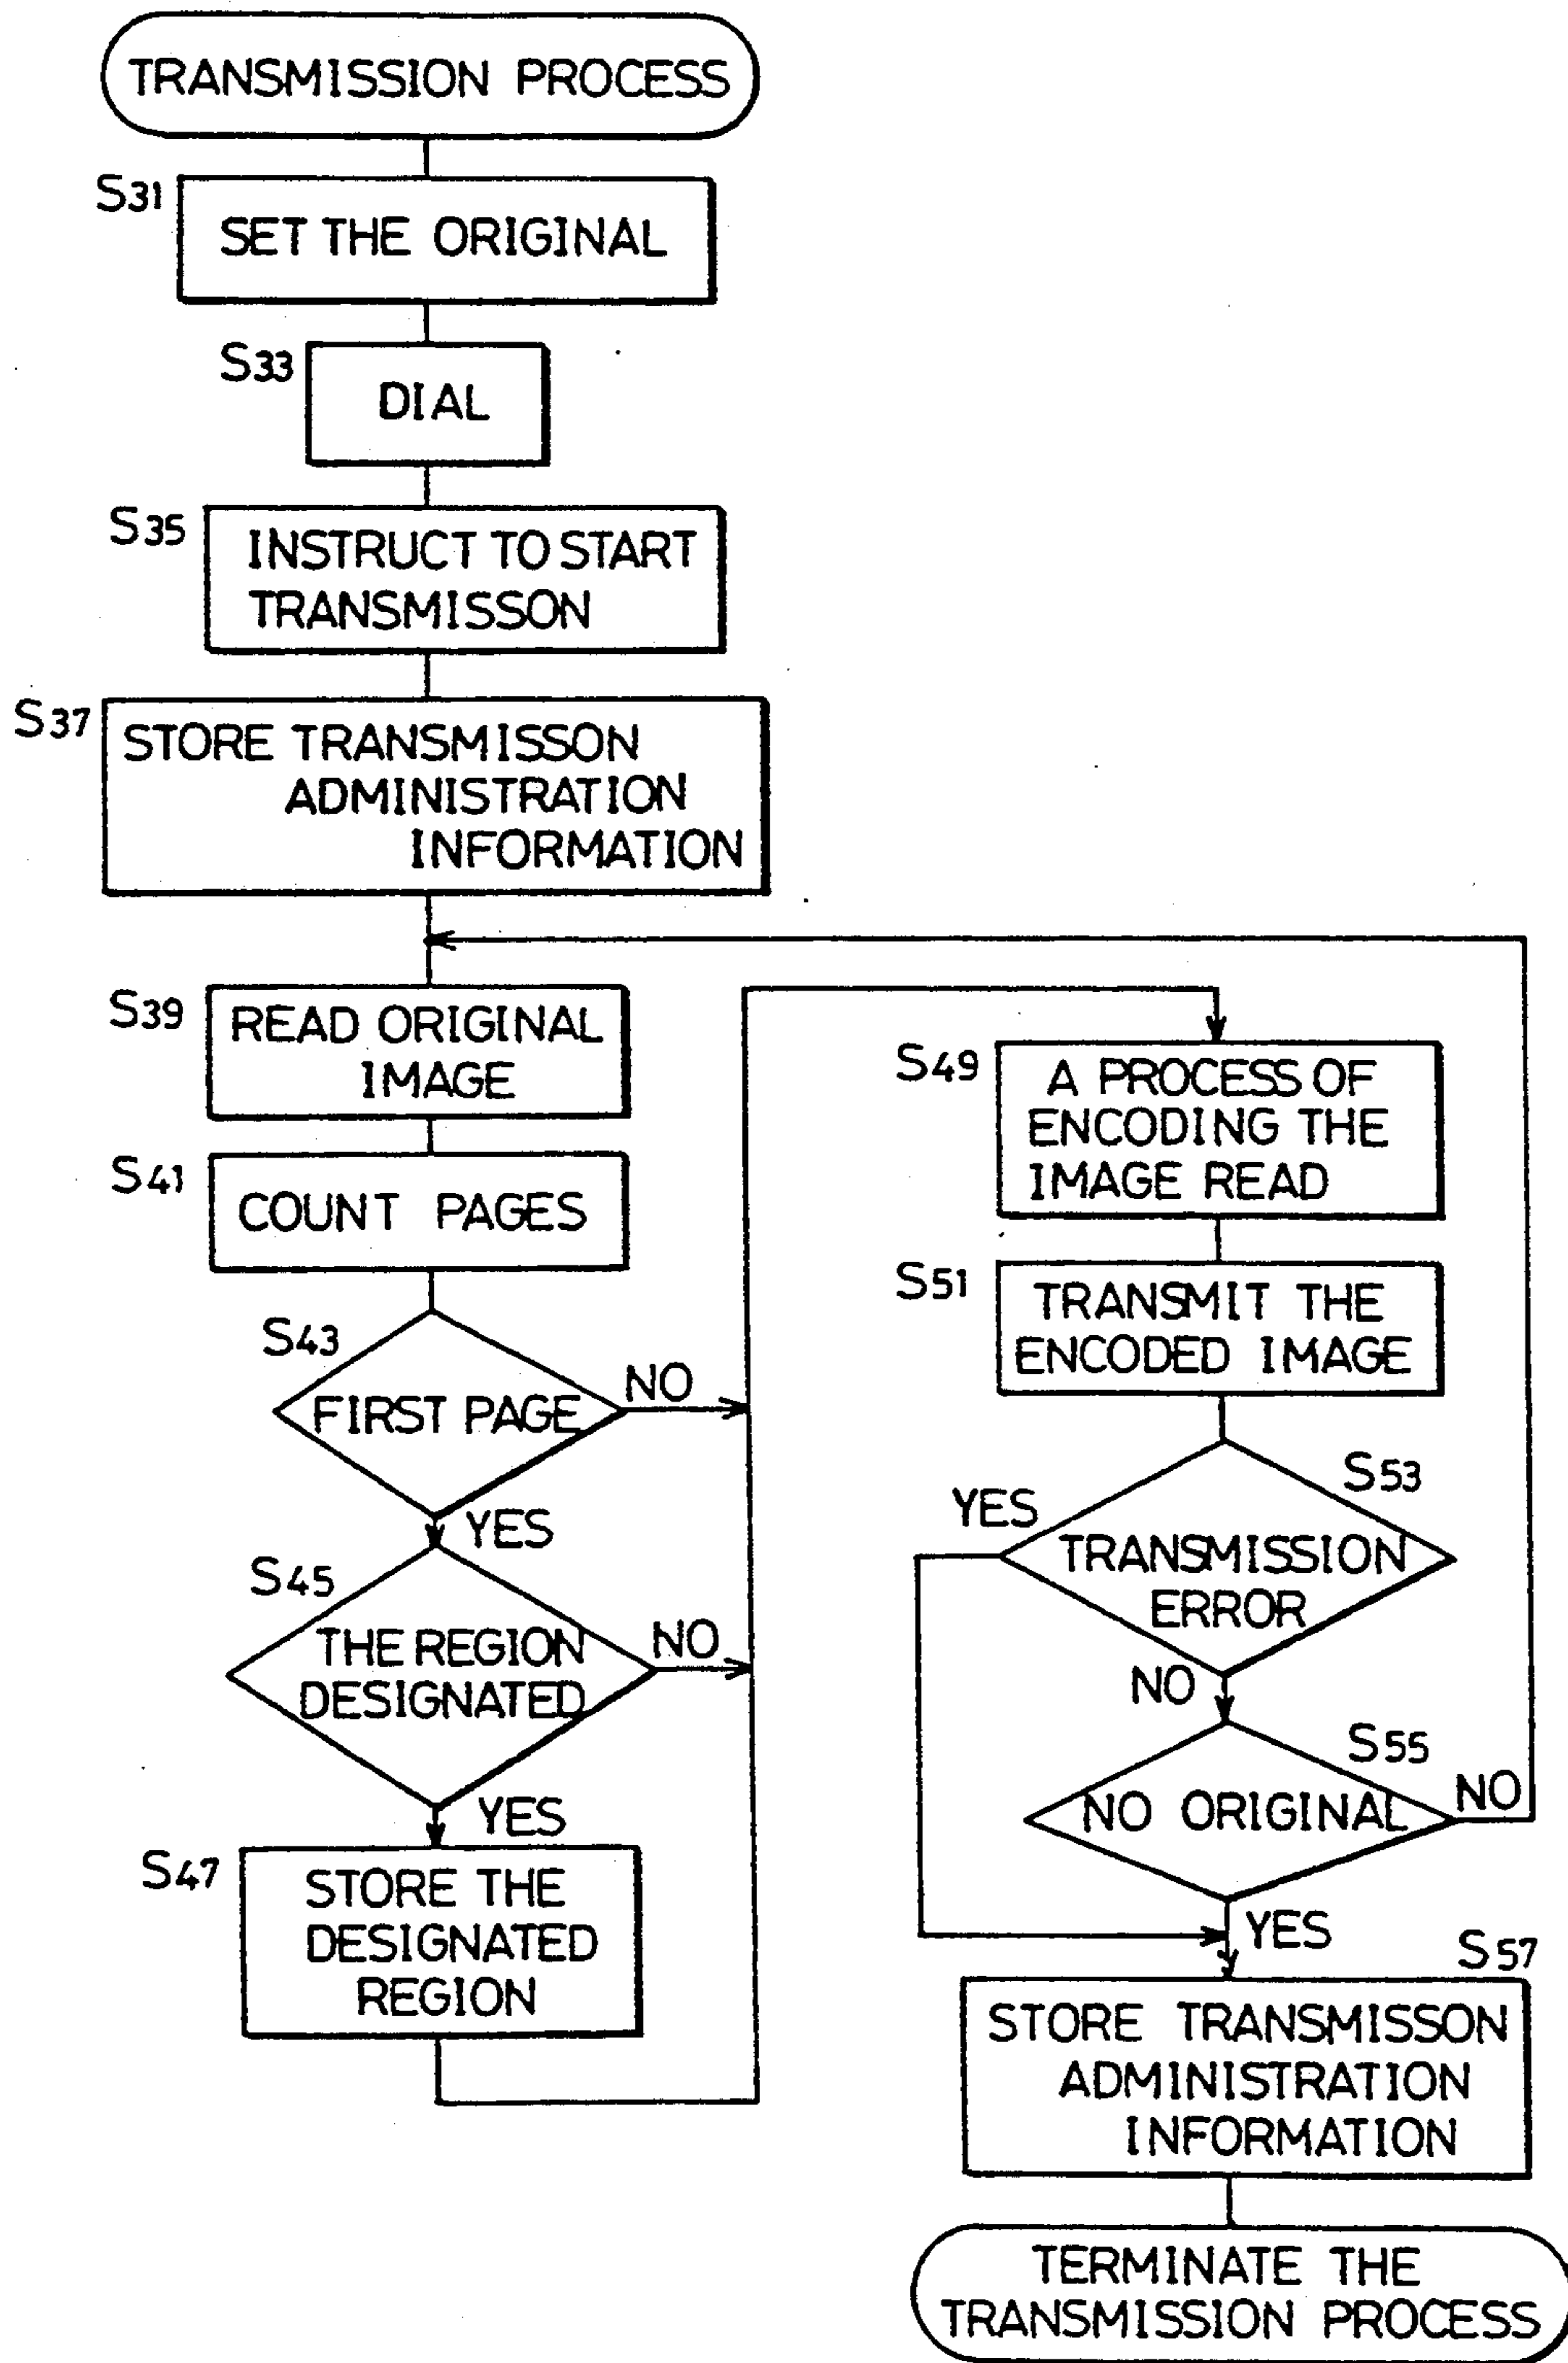 TRANSMISSION PROCESS
S31
SET THE ORIGINAL
S33
DIAL
S35
INSTRUCT TO START
TRANSMISSON
S37
STORE TRANSMISSON
ADMINISTRATION
INFORMATION
S39
READ ORIGINAL
IMAGE
S41
COUNT PAGES
S43
FIRST PAGE
NO
YES
S45
THE REGION
DESIGNATED
NO
YES
S47
STORE THE
DESIGNATED
REGION
S49
A PROCESS OF
ENCODING THE
IMAGE READ
S51
TRANSMIT THE
ENCODED IMAGE
S53
YES
TRANSMISSION
ERROR
NO
S55
NO ORIGINAL
NO
YES
S57
STORE TRANSMISSON
ADMINISTRATION
INFORMATION
TERMINATE THE
TRANSMISSION PROCESS